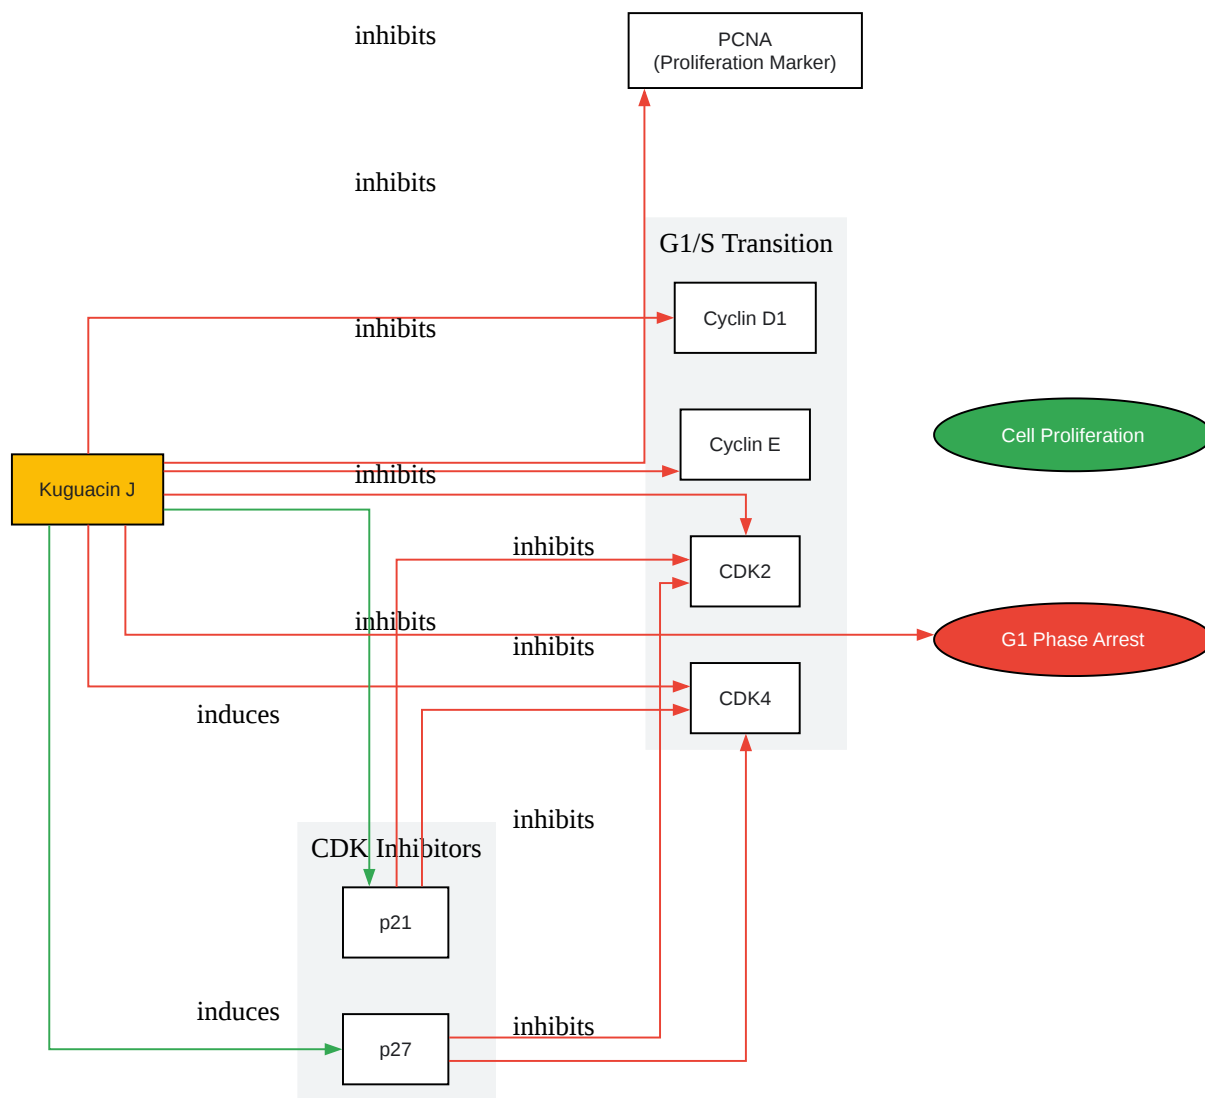 inhibits
PCNA
(Proliferation Marker)
inhibits
G1/S Transition
Cyclin D1
inhibits
Cell Proliferation
Cyclin E
inhibits
Kuguacin J
inhibits
CDK2
inhibits
G1 Phase Arrest
inhibits
CDK4
induces
inhibits
CDK Inhibitors
p21
induces
inhibits
p27